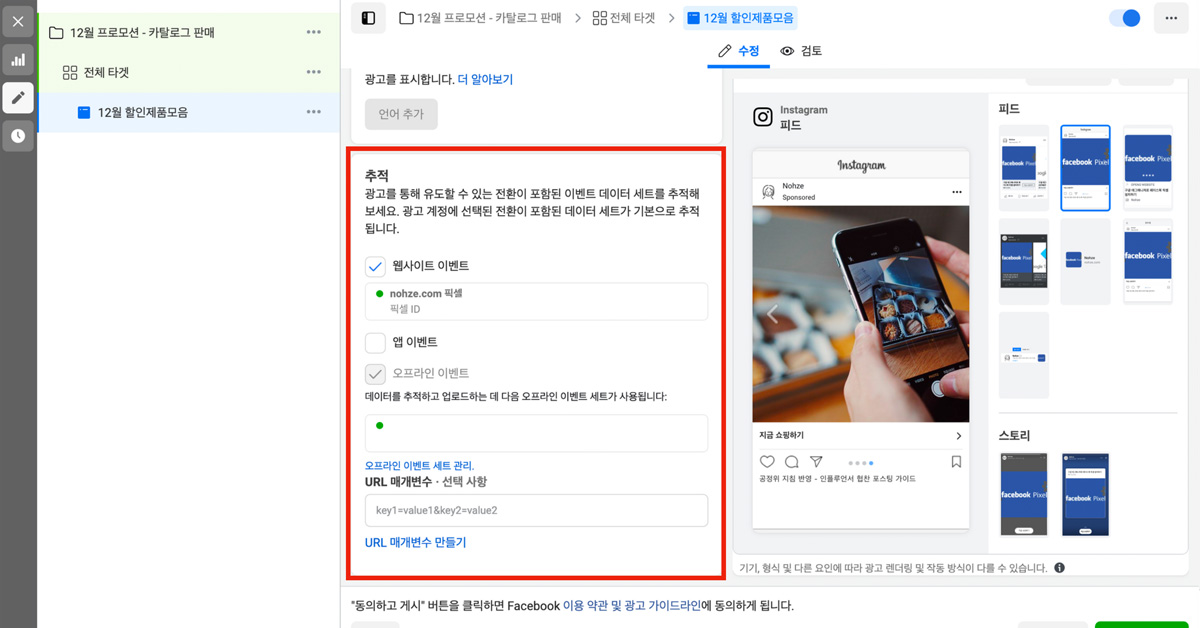 12월 프로모션 - 카탈로그 판매
전체 타겟
12월 할인제품모음
12월 프로모션 - 카탈로그 판매 > 전체 타겟 > 12월 할인제품모음
수정
검토
광고를 표시합니다. 더 알아보기
언어 추가
추적
광고를 통해 유도할 수 있는 전환이 포함된 이벤트 데이터 세트를 추적해
보세요. 광고 계정에 선택된 전환이 포함된 데이터 세트가 기본으로 추적
됩니다.
웹사이트 이벤트
nohze.com 픽셀
픽셀 ID
앱 이벤트
오프라인 이벤트
데이터를 추적하고 업로드하는 데 다음 오프라인 이벤트 세트가 사용됩니다:
오프라인 이벤트 세트 관리.
URL 매개변수 · 선택 사항
key1=value1&key2=value2
URL 매개변수 만들기
Instagram
피드
Instagram
Nohze
Sponsored
지금 쇼핑하기
공정위 지침 반영 - 인플루언서 협찬 포스팅 가이드
피드
facebook
facebook Pixel
facebook Pixel
facebook Pixel
Nohze
facebook Pixel
스토리
facebook Pixel
facebook Pixel
기기, 형식 및 다른 요인에 따라 광고 렌더링 및 작동 방식이 다를 수 있습니다.
"동의하고 게시" 버튼을 클릭하면 Facebook 이용 약관 및 광고 가이드라인에 동의하게 됩니다.